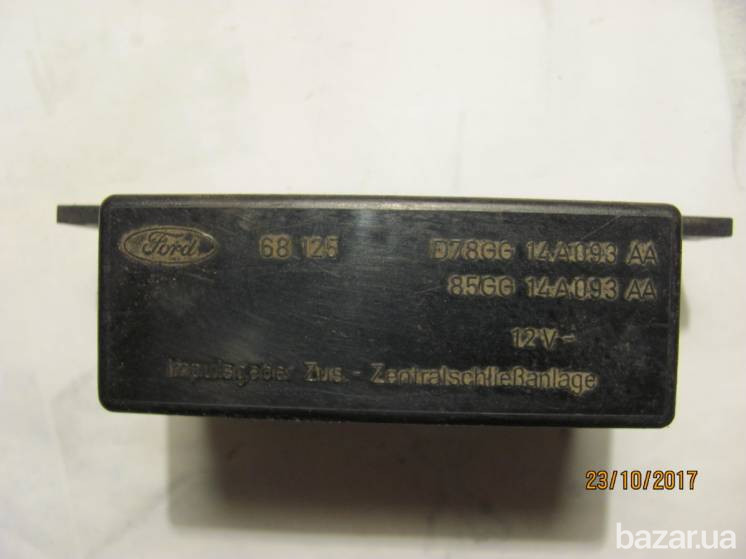 Ford 68 125 D78GG 14A093 AA
85GG 14A093 AA
12V-
Impulsgeber Zus. - Zentralschließanlage
23/10/2017
bazar.ua